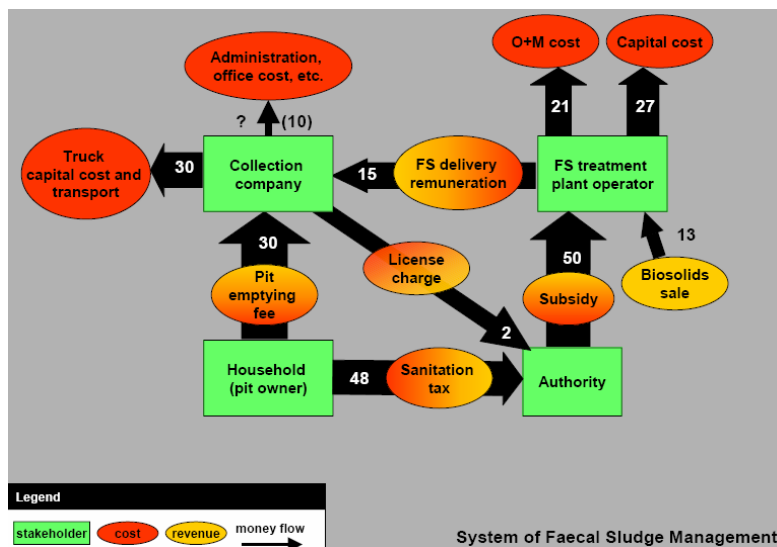 Administration,
office cost, etc.
O+M cost
Capital cost
? (10)
21
27
Truck
capital cost and
transport
30
Collection
company
15
FS delivery
remuneration
FS treatment
plant operator
30
License
charge
50
13
Pit
emptying
fee
Subsidy
Biosolids
sale
2
Household
(pit owner)
48
Sanitation
tax
Authority
Legend
stakeholder
cost
revenue
money flow
System of Faecal Sludge Management